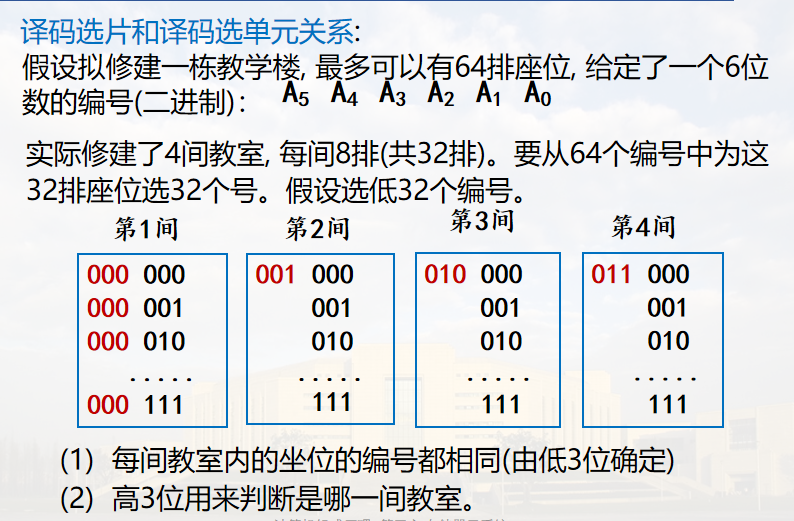 译码选片和译码选单元关系:
假设拟修建一栋教学楼, 最多可以有64排座位, 给定了一个6位
数的编号(二进制)： A5 A4 A3 A2 A1 A0
实际修建了4间教室, 每间8排(共32排)。要从64个编号中为这
32排座位选32个号。假设选低32个编号。
第1间 第2间 第3间 第4间
000 000 001 000 010 000 011 000
000 001 001 001 001
000 010 010 010 010
..... ..... ..... .....
000 111 111 111 111
(1) 每间教室内的坐位的编号都相同(由低3位确定)
(2) 高3位用来判断是哪一间教室。